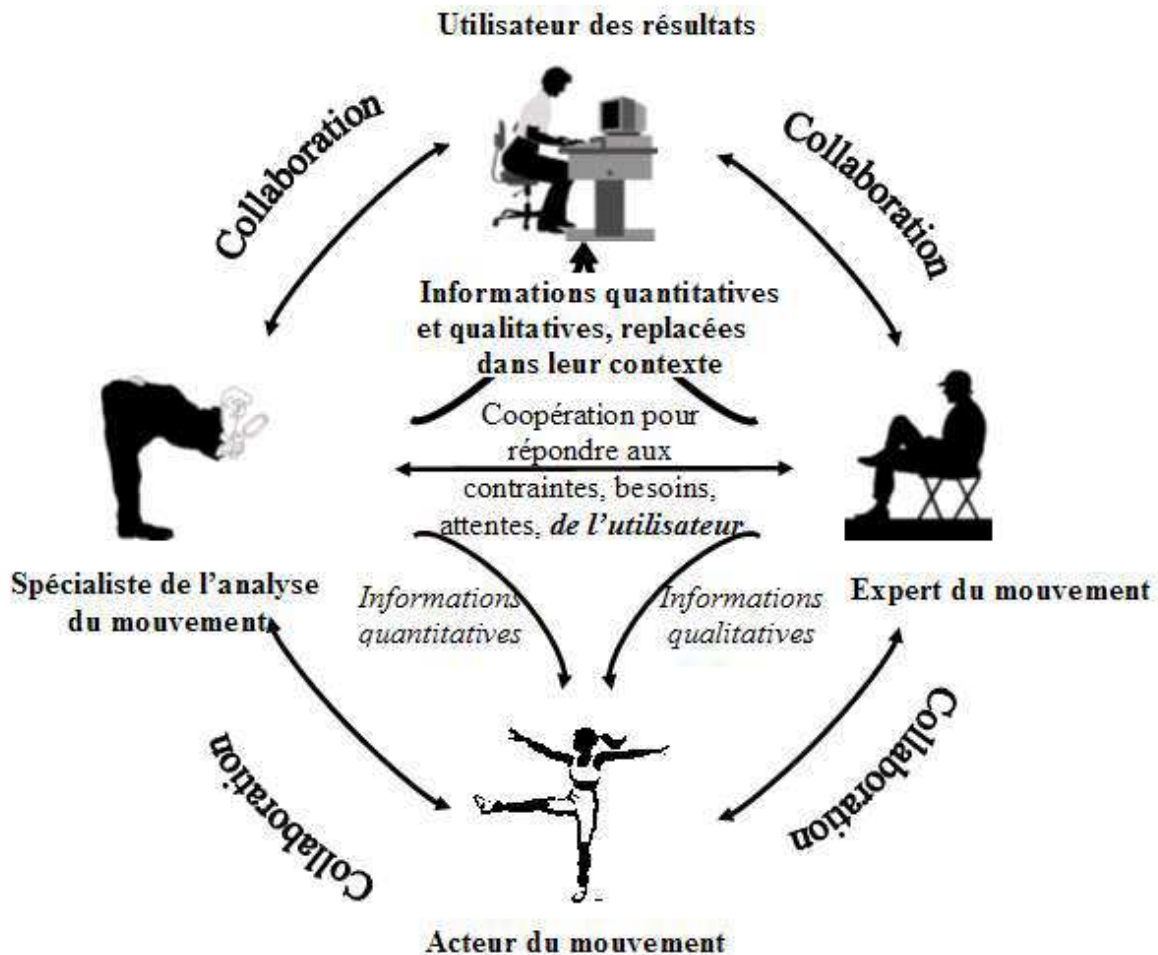 Utilisateur des résultats
Collaboration
Collaboration
Informations quantitatives
et qualitatives, replacées
dans leur contexte
Coopération pour
répondre aux
contraintes, besoins,
attentes, de l’utilisateur
Spécialiste de l’analyse
du mouvement
Informations
quantitatives
Informations
qualitatives
Expert du mouvement
Collaboration
Collaboration
Acteur du mouvement